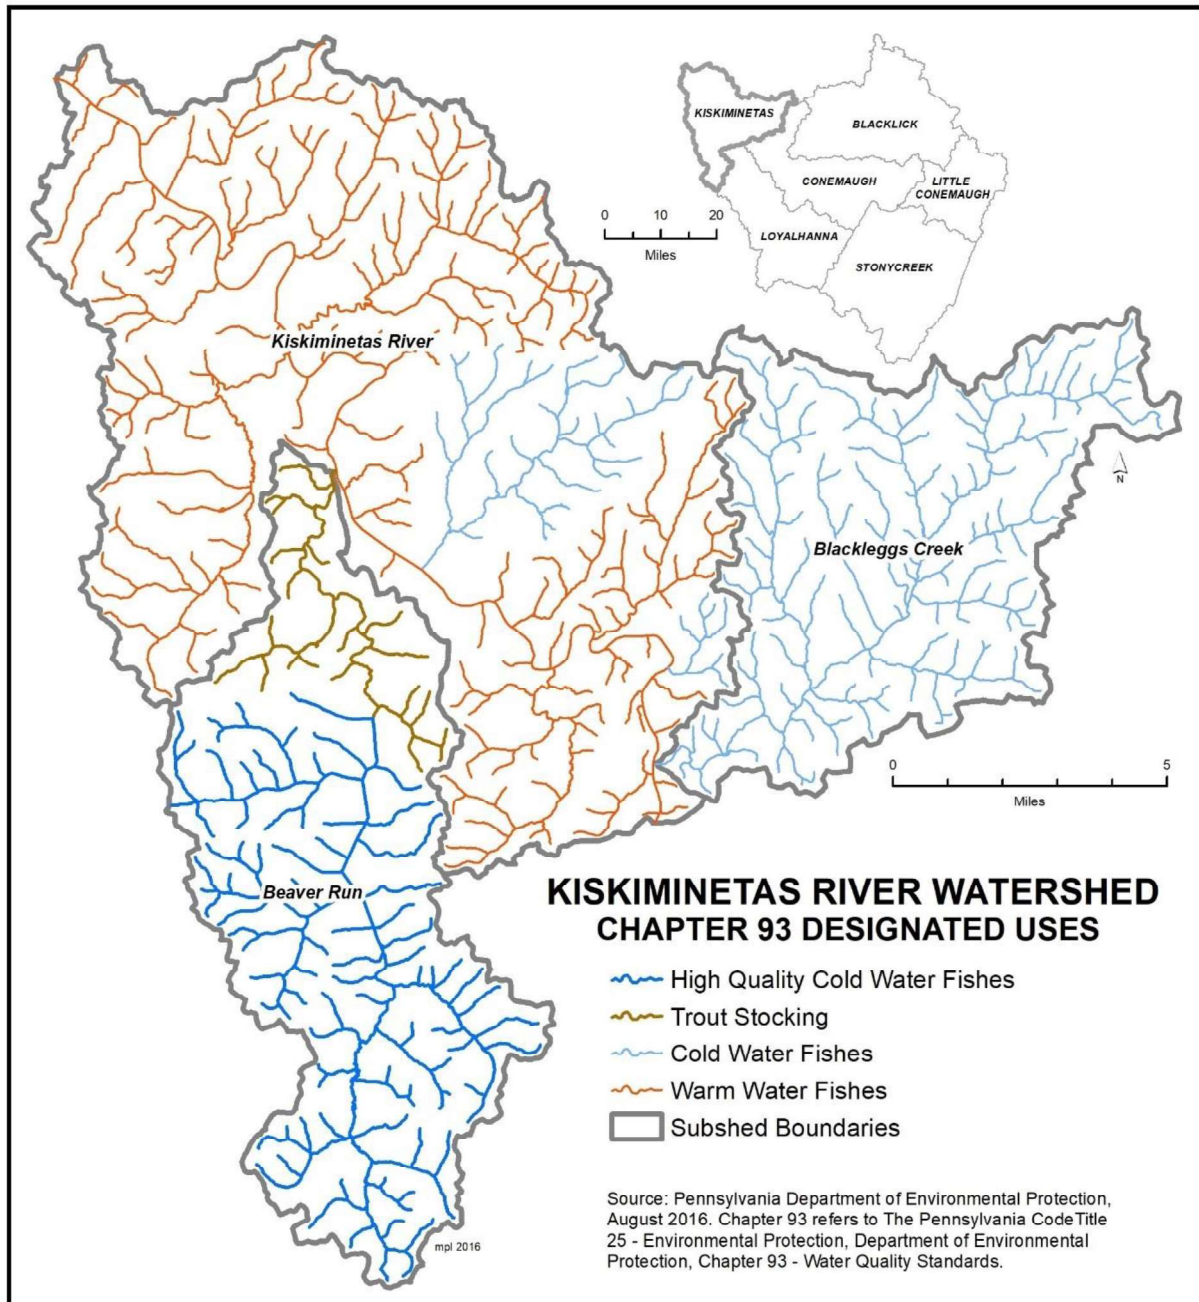 KISKIMINETAS
BLACKLICK
CONEMAUGH
LITTLE
CONEMAUGH
LOYALHANNA
STONYCREEK
0 10 20
Miles
Kiskiminetas River
N
Blackleggs Creek
0 5
Miles
Beaver Run
KISKIMINETAS RIVER WATERSHED
CHAPTER 93 DESIGNATED USES
High Quality Cold Water Fishes
Trout Stocking
Cold Water Fishes
Warm Water Fishes
Subshed Boundaries
Source: Pennsylvania Department of Environmental Protection,
August 2016. Chapter 93 refers to The Pennsylvania CodeTitle
25 - Environmental Protection, Department of Environmental
Protection, Chapter 93 - Water Quality Standards.
mpl 2016